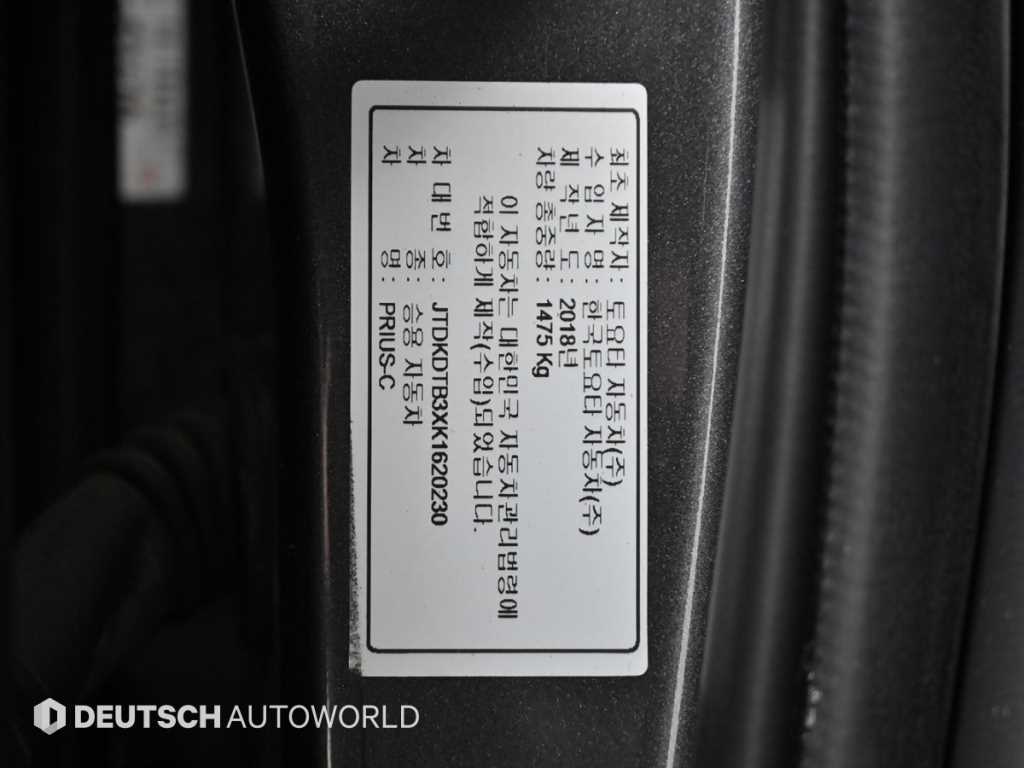 최초 제작자: 토요타 자동차(주)
수 입 자 명: 한국토요타 자동차(주)
제 작 년 도: 2018년
차량 총중량: 1475 Kg
이 자동차는 대한민국 자동차관리법령에
적합하게 제작(수입)되었습니다.
차 대 번 호: JTDKDTB3XK1620230
차 종: 승용 자동차
차 명: PRIUS-C
DEUTSCH AUTOWORLD